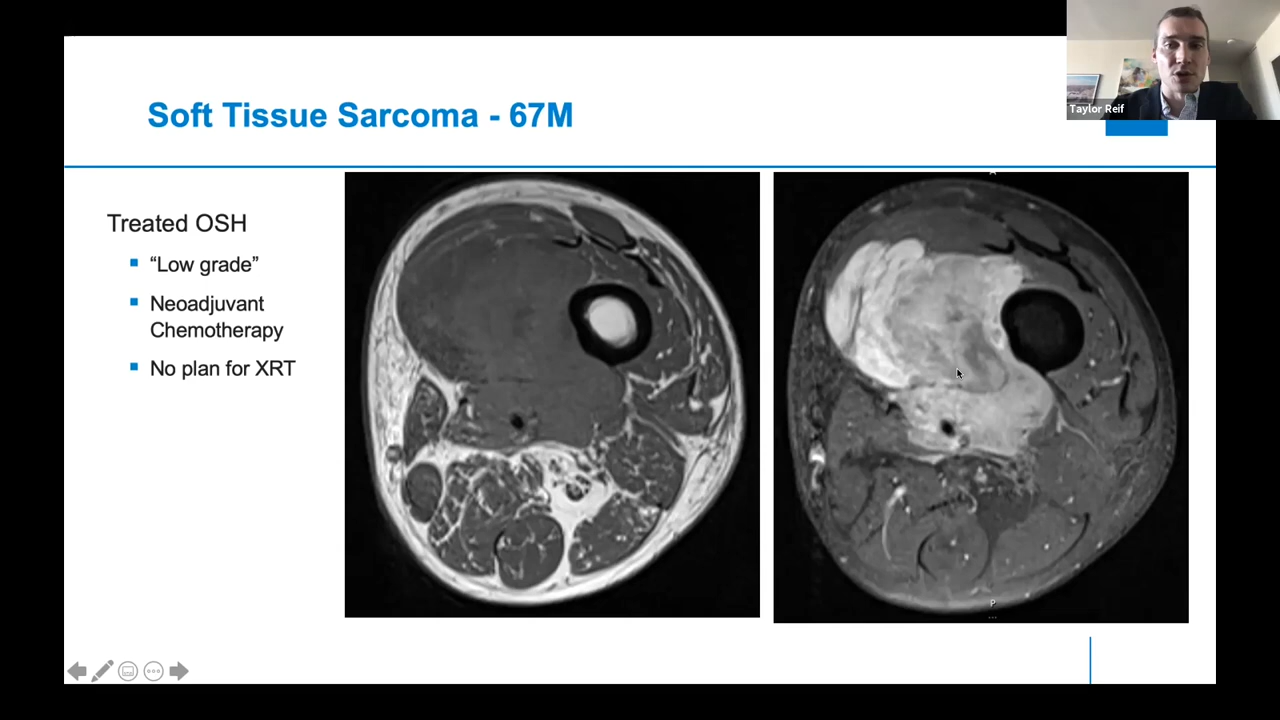 Soft Tissue Sarcoma - 67M
Taylor Reif
Treated OSH
“Low grade”
Neoadjuvant
Chemotherapy
No plan for XRT
P